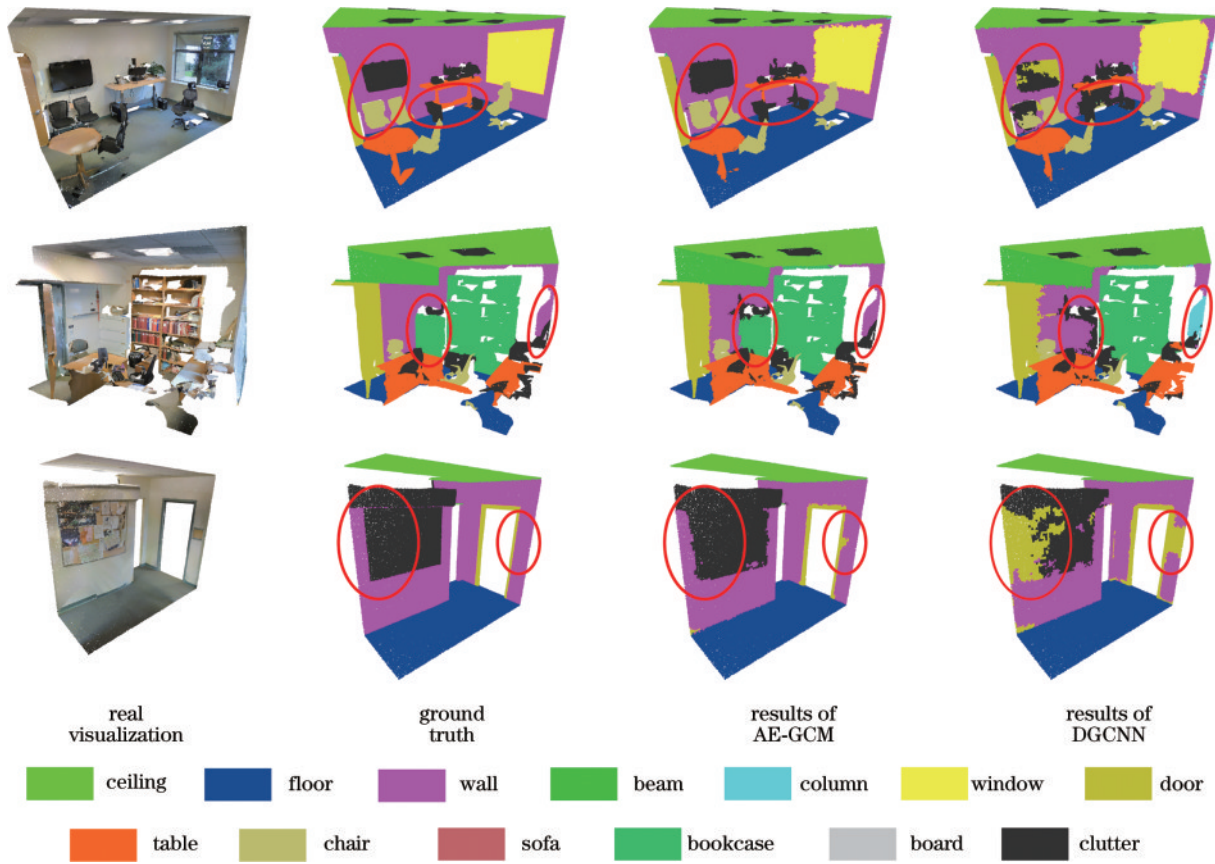 real
visualization
ground
truth
results of
AE-GCM
results of
DGCNN
ceiling
floor
wall
beam
column
window
door
table
chair
sofa
bookcase
board
clutter